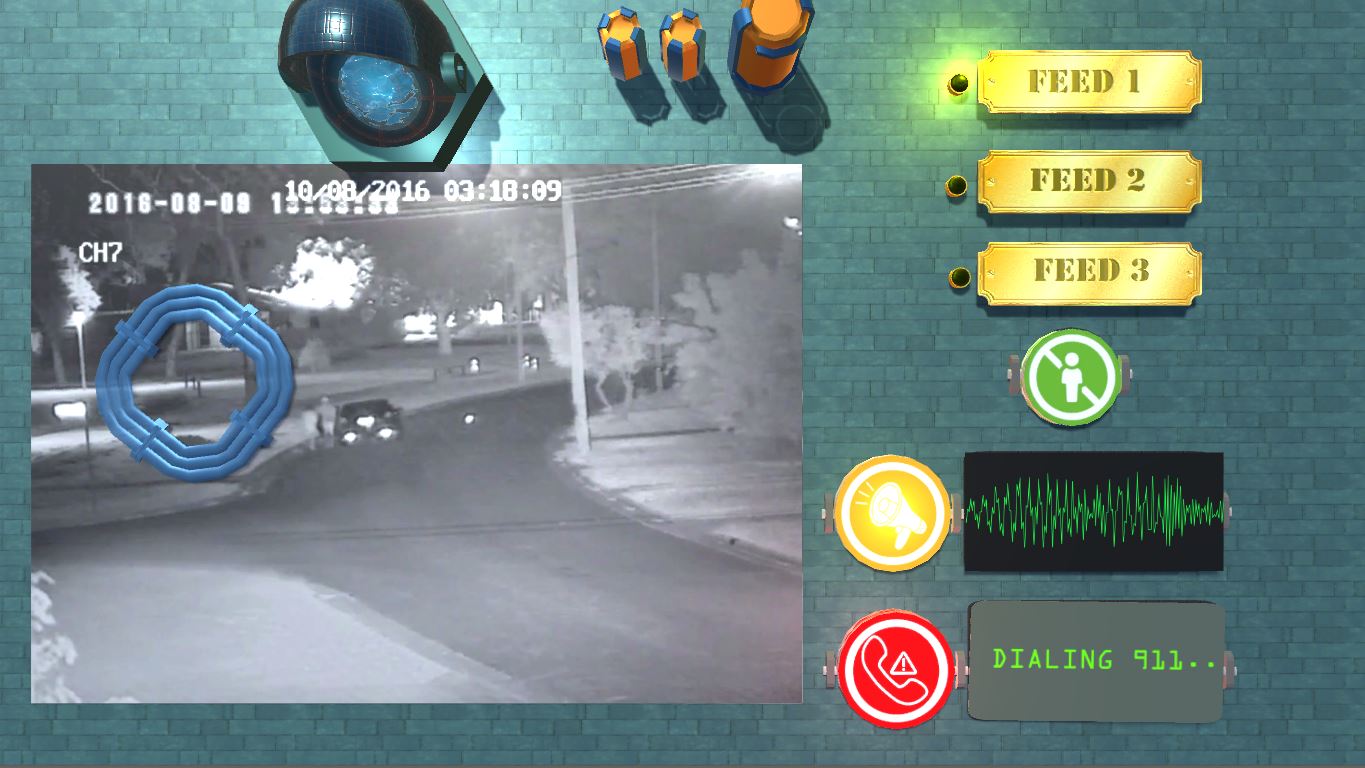 10/08/2016 03:18:09
2016-08-09
CH7
FEED 1
FEED 2
FEED 3
DIALING 911..